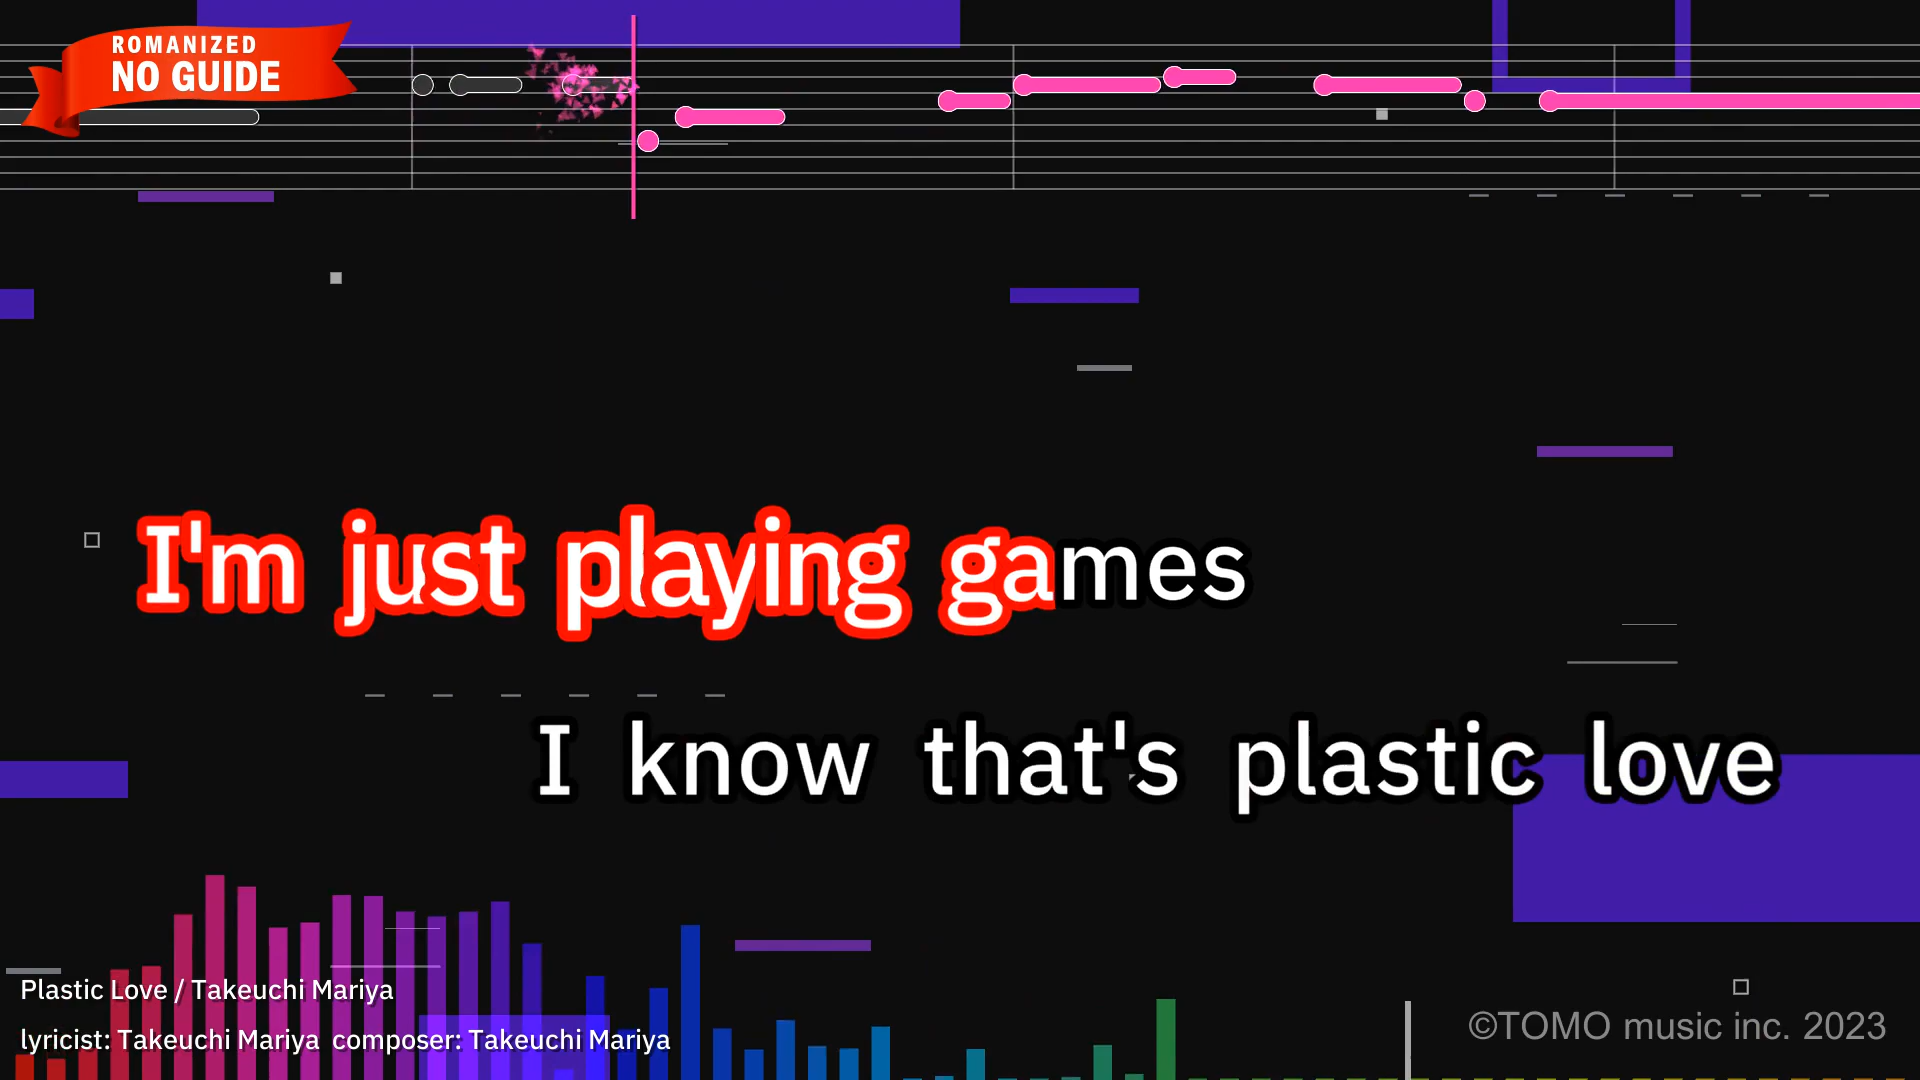 ROMANIZED
NO GUIDE
I'm just playing games
I know that's plastic love
Plastic Love / Takeuchi Mariya
lyricist: Takeuchi Mariya composer: Takeuchi Mariya
©TOMO music inc. 2023